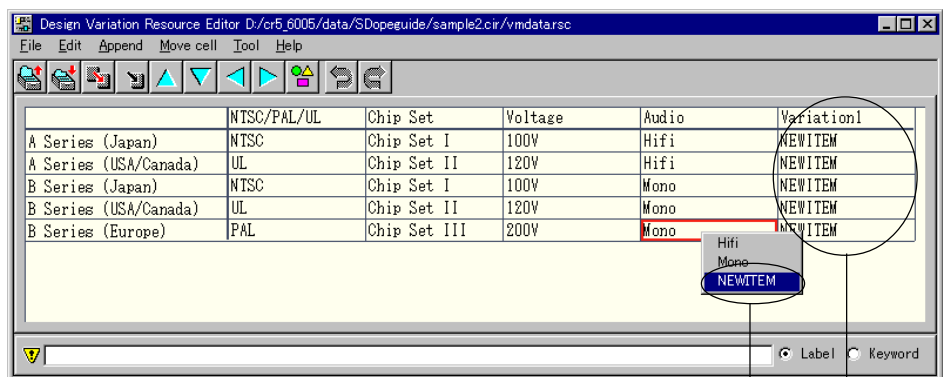 Design Variation Resource Editor D:/cr5_6005/data/SDopeguide/sample2.cir/vmdata.rsc
File Edit Append Move cell Tool Help
NTSC/PAL/UL Chip Set Voltage Audio Variation1
A Series (Japan) NTSC Chip Set I 100V Hifi NEWITEM
A Series (USA/Canada) UL Chip Set II 120V Hifi NEWITEM
B Series (Japan) NTSC Chip Set I 100V Mono NEWITEM
B Series (USA/Canada) UL Chip Set II 120V Mono NEWITEM
B Series (Europe) PAL Chip Set III 200V Mono NEWITEM
Hifi
Mono
NEWITEM
Label Keyword